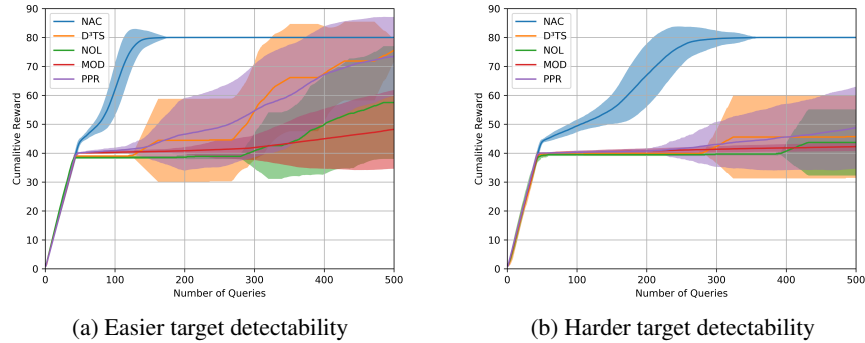 90
80
70
60
50
40
30
20
10
0
Cumalitive Reward
NAC
D³TS
NOL
MOD
PPR
0 100 200 300 400 500
Number of Queries
(a) Easier target detectability
90
80
70
60
50
40
30
20
10
0
Cumalitive Reward
NAC
D³TS
NOL
MOD
PPR
0 100 200 300 400 500
Number of Queries
(b) Harder target detectability